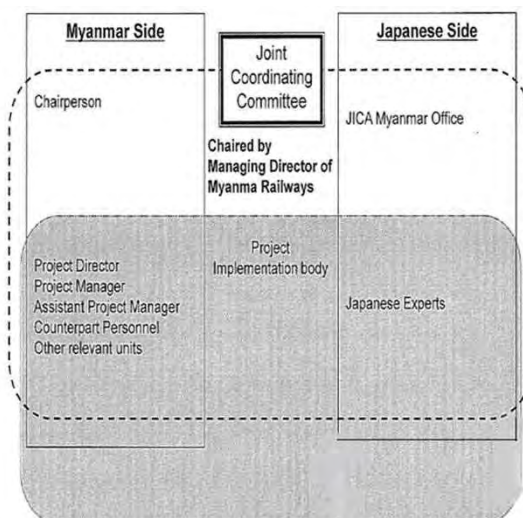 Myanmar Side
Joint
Coordinating
Committee
Japanese Side
Chairperson
JICA Myanmar Office
Chaired by
Managing Director of
Myanma Railways
Project
Implementation body
Project Director
Project Manager
Assistant Project Manager
Counterpart Personnel
Other relevant units
Japanese Experts